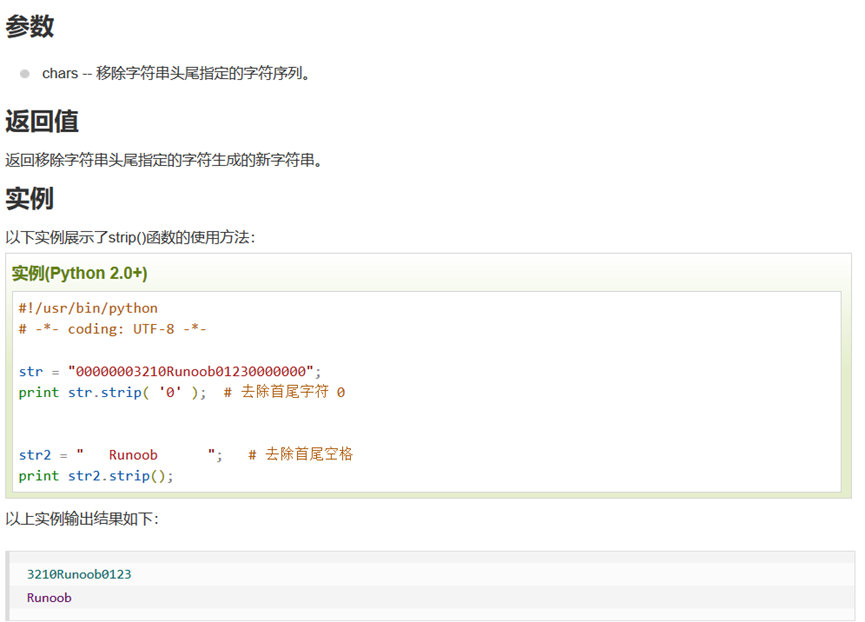 参数
chars -- 移除字符串头尾指定的字符序列。
返回值
返回移除字符串头尾指定的字符生成的新字符串。
实例
以下实例展示了strip()函数的使用方法：
实例(Python 2.0+)
#!/usr/bin/python
# -*- coding: UTF-8 -*-
str = "00000003210Runoob01230000000";
print str.strip( '0' );  # 去除首尾字符 0
str2 = "   Runoob      ";   # 去除首尾空格
print str2.strip();
以上实例输出结果如下：
3210Runoob0123
Runoob